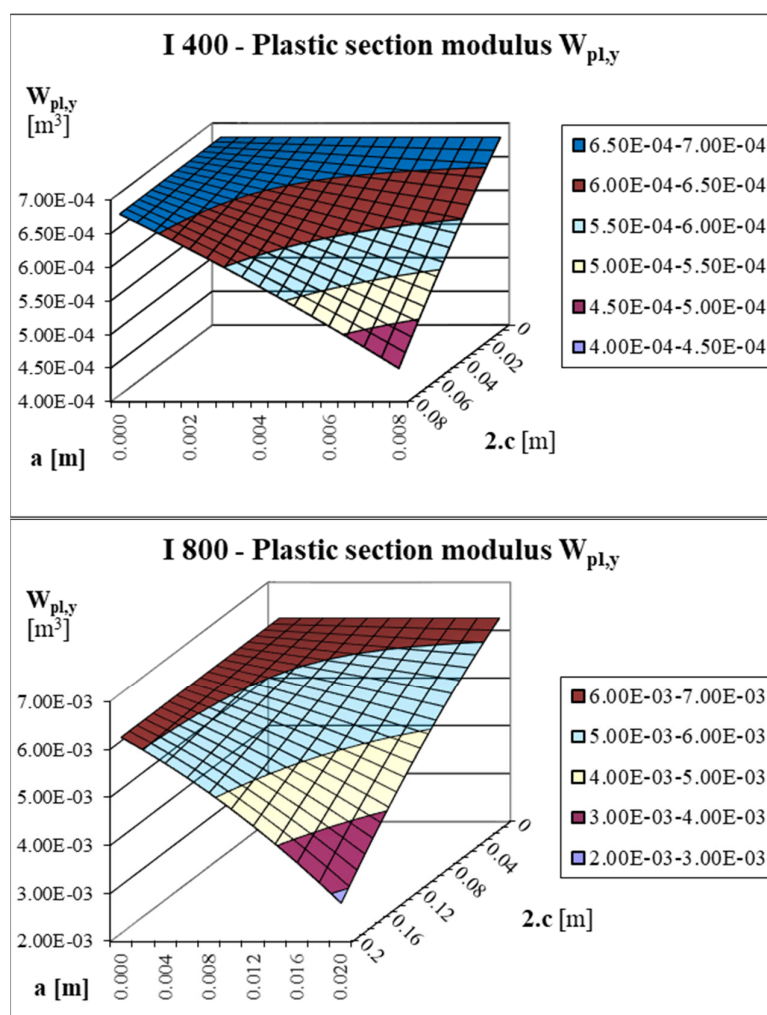 I 400 - Plastic section modulus Wpl,y
Wpl,y
[m³]
7.00E-04
6.50E-04
6.00E-04
5.50E-04
5.00E-04
4.50E-04
4.00E-04
0.000
0.002
0.004
0.006
0.008
a [m]
0
0.02
0.04
0.06
0.08
2.c [m]
6.50E-04-7.00E-04
6.00E-04-6.50E-04
5.50E-04-6.00E-04
5.00E-04-5.50E-04
4.50E-04-5.00E-04
4.00E-04-4.50E-04
I 800 - Plastic section modulus Wpl,y
Wpl,y
[m³]
7.00E-03
6.00E-03
5.00E-03
4.00E-03
3.00E-03
2.00E-03
0.000
0.004
0.008
0.012
0.016
0.020
a [m]
0
0.04
0.08
0.12
0.16
0.2
2.c [m]
6.00E-03-7.00E-03
5.00E-03-6.00E-03
4.00E-03-5.00E-03
3.00E-03-4.00E-03
2.00E-03-3.00E-03